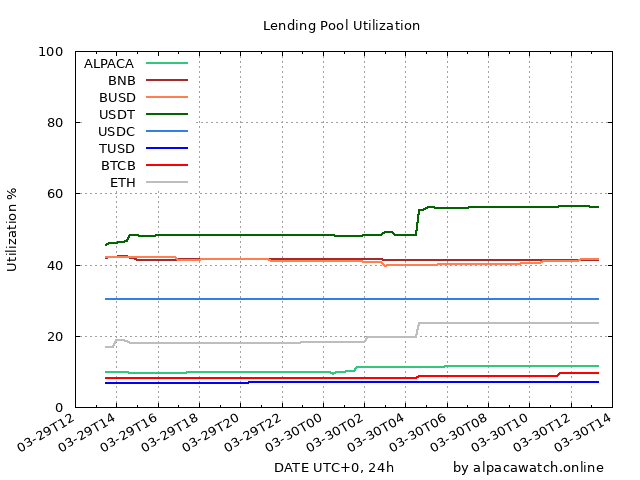 Lending Pool Utilization
100
80
60
40
20
0
Utilization %
ALPACA
BNB
BUSD
USDT
USDC
TUSD
BTCB
ETH
03-29T12
03-29T14
03-29T16
03-29T18
03-29T20
03-29T22
03-30T00
03-30T02
03-30T04
03-30T06
03-30T08
03-30T10
03-30T12
03-30T14
DATE UTC+0, 24h
by alpacawatch.online